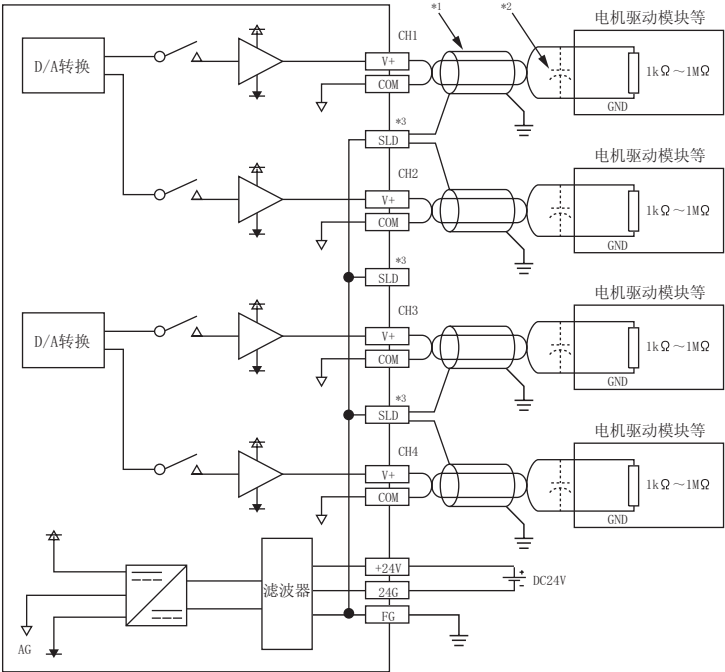 *1
*2
电机驱动模块等
CH1
D/A转换
V+
COM
1kΩ～1MΩ
GND
*3
SLD
电机驱动模块等
CH2
V+
COM
1kΩ～1MΩ
GND
*3
SLD
电机驱动模块等
CH3
D/A转换
V+
COM
1kΩ～1MΩ
GND
*3
SLD
电机驱动模块等
CH4
V+
COM
1kΩ～1MΩ
GND
滤波器
+24V
24G
FG
+
-
DC24V
AG